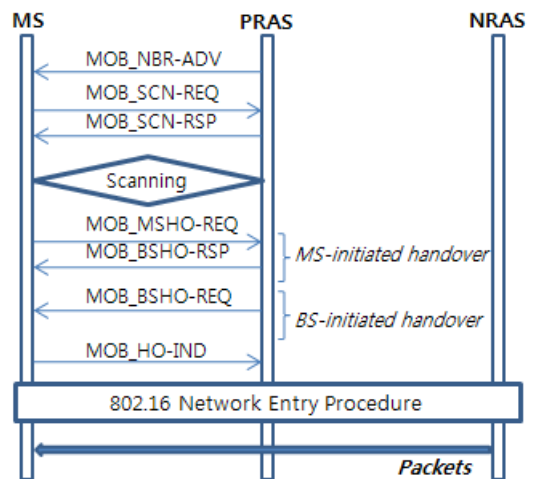 MS PRAS NRAS
MOB_NBR-ADV
MOB_SCN-REQ
MOB_SCN-RSP
Scanning
MOB_MSHO-REQ
MOB_BSHO-RSP
MS-initiated handover
MOB_BSHO-REQ
BS-initiated handover
MOB_HO-IND
802.16 Network Entry Procedure
Packets